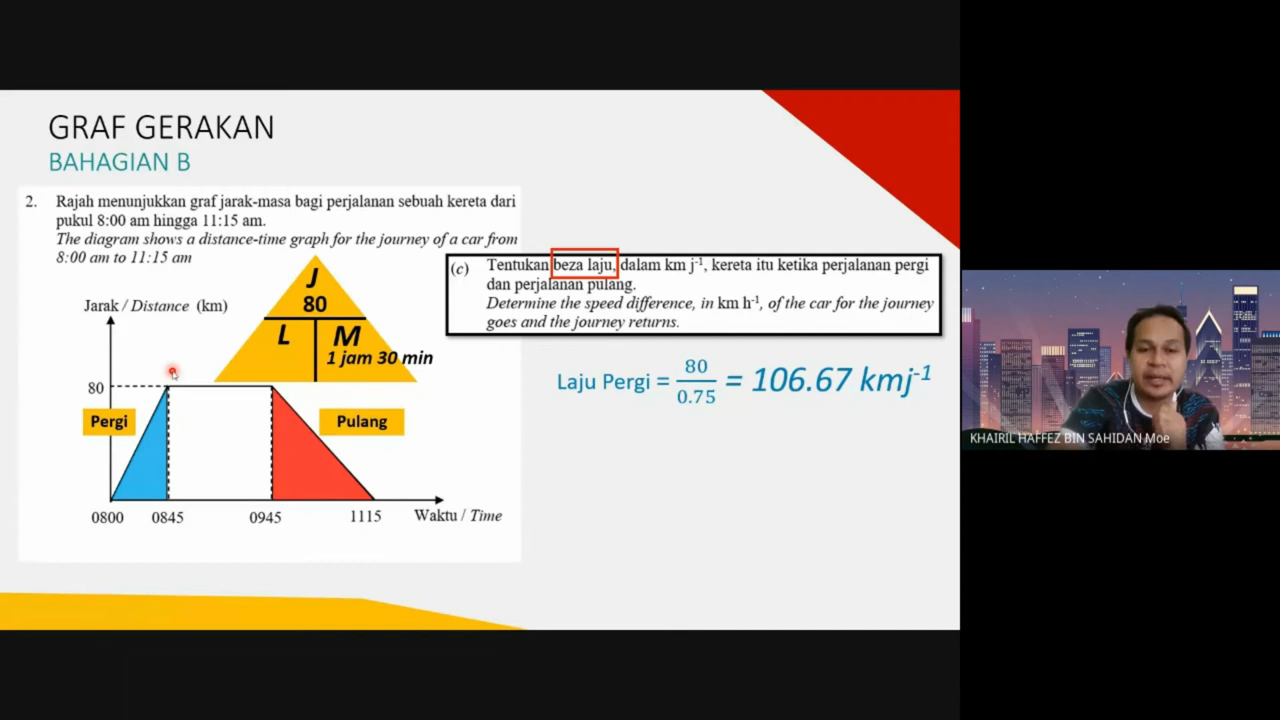 GRAF GERAKAN
BAHAGIAN B
2. Rajah menunjukkan graf jarak-masa bagi perjalanan sebuah kereta dari
pukul 8:00 am hingga 11:15 am.
The diagram shows a distance-time graph for the journey of a car from
8:00 am to 11:15 am
J
80
L M
1 jam 30 min
Jarak / Distance (km)
80
Pergi
Pulang
0800 0845 0945 1115 Waktu / Time
(c) Tentukan beza laju, dalam km j⁻¹, kereta itu ketika perjalanan pergi
dan perjalanan pulang.
Determine the speed difference, in km h⁻¹, of the car for the journey
goes and the journey returns.
Laju Pergi = 80/0.75 = 106.67 kmj⁻¹
KHAIRIL HAFFEZ BIN SAHIDAN Moe